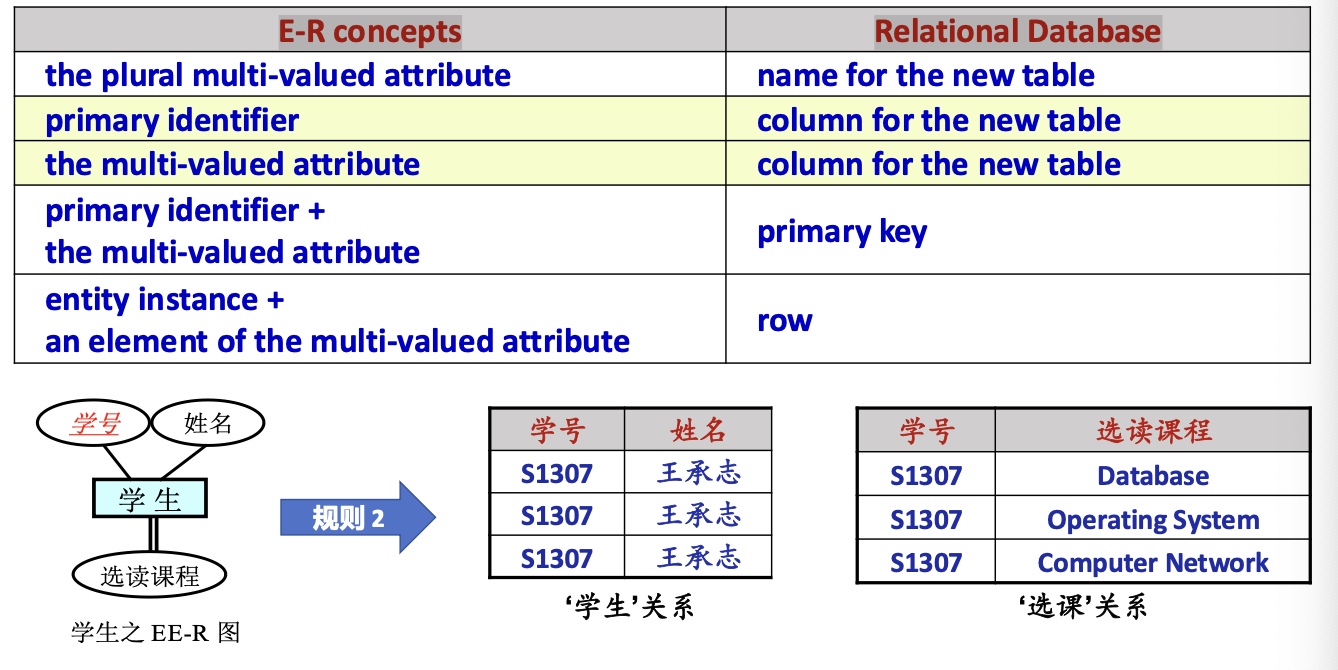 E-R concepts Relational Database
the plural multi-valued attribute name for the new table
primary identifier column for the new table
the multi-valued attribute column for the new table
primary identifier +
the multi-valued attribute
primary key
entity instance +
an element of the multi-valued attribute
row
学号 姓名
学生
选读课程
学生之 EE-R 图
规则 2
学号 姓名
S1307 王承志
S1307 王承志
S1307 王承志
‘学生’关系
学号 选读课程
S1307 Database
S1307 Operating System
S1307 Computer Network
‘选课’关系